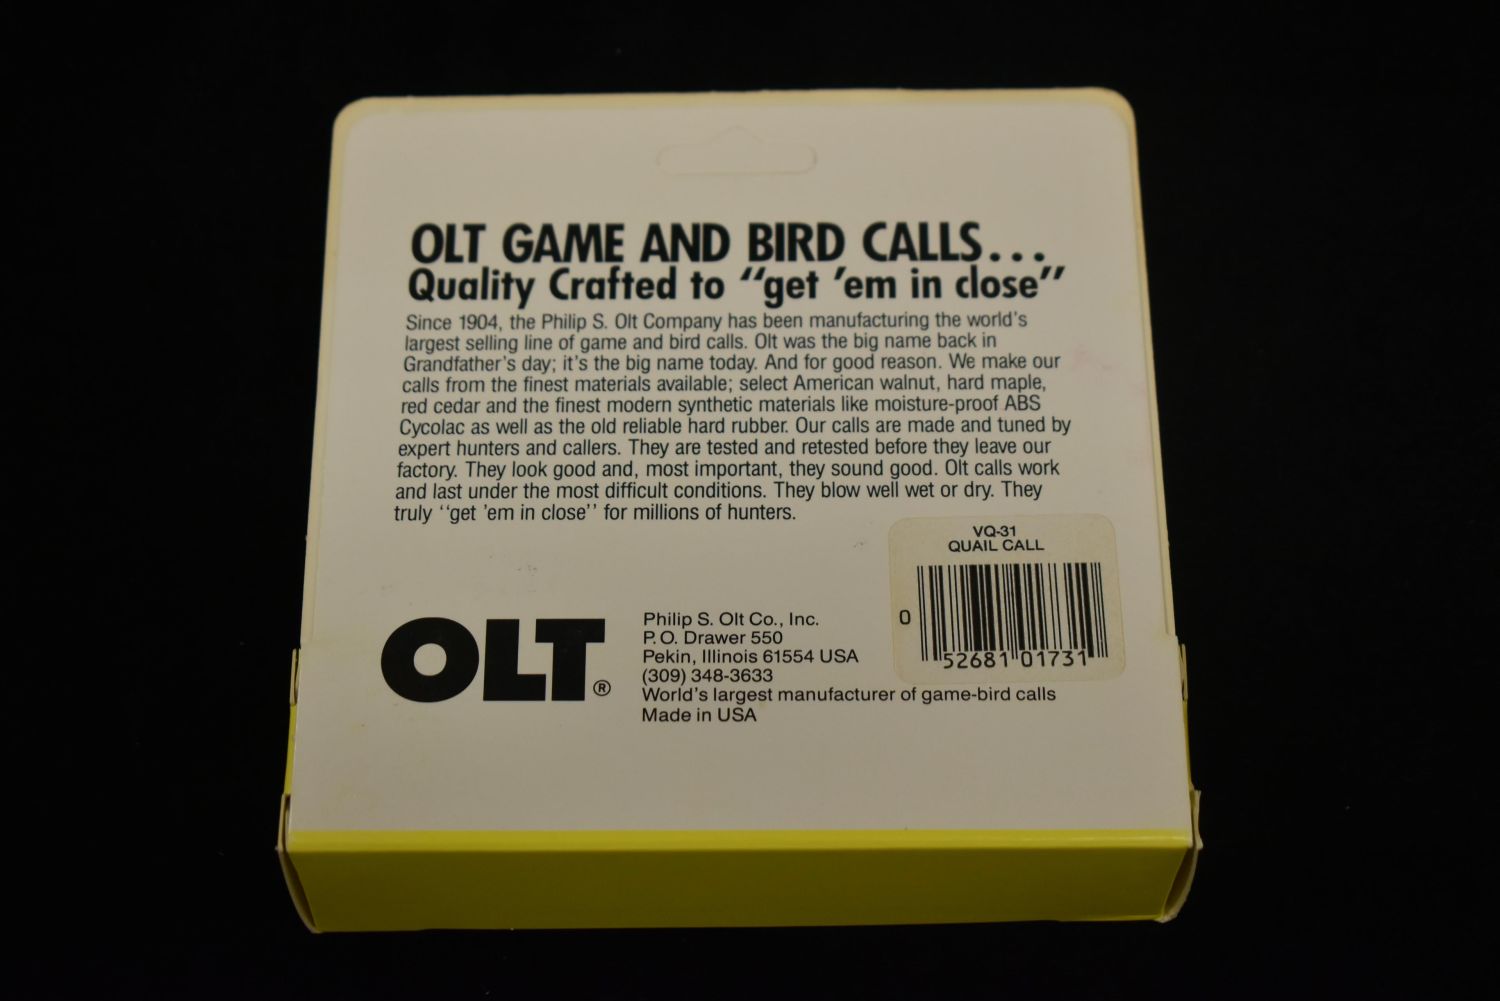 OLT GAME AND BIRD CALLS...
Quality Crafted to “get ’em in close”
Since 1904, the Philip S. Olt Company has been manufacturing the world's
largest selling line of game and bird calls. Olt was the big name back in
Grandfather's day; it's the big name today. And for good reason. We make our
calls from the finest materials available; select American walnut, hard maple,
red cedar and the finest modern synthetic materials like moisture-proof ABS
Cycolac as well as the old reliable hard rubber. Our calls are made and tuned by
expert hunters and callers. They are tested and retested before they leave our
factory. They look good and, most important, they sound good. Olt calls work
and last under the most difficult conditions. They blow well wet or dry. They
truly ‘‘get ’em in close’’ for millions of hunters.
VQ-31
QUAIL CALL
0 52681 01731
OLT®
Philip S. Olt Co., Inc.
P.O. Drawer 550
Pekin, Illinois 61554 USA
(309) 348-3633
World's largest manufacturer of game-bird calls
Made in USA